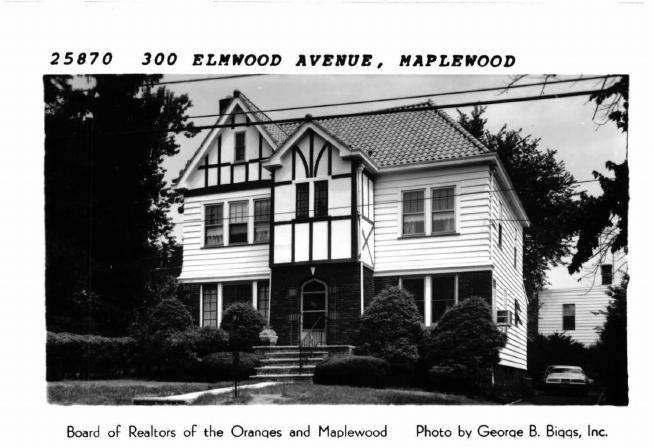 25870 300 ELMWOOD AVENUE, MAPLEWOOD
Board of Realtors of the Oranges and Maplewood Photo by George B. Biggs, Inc.